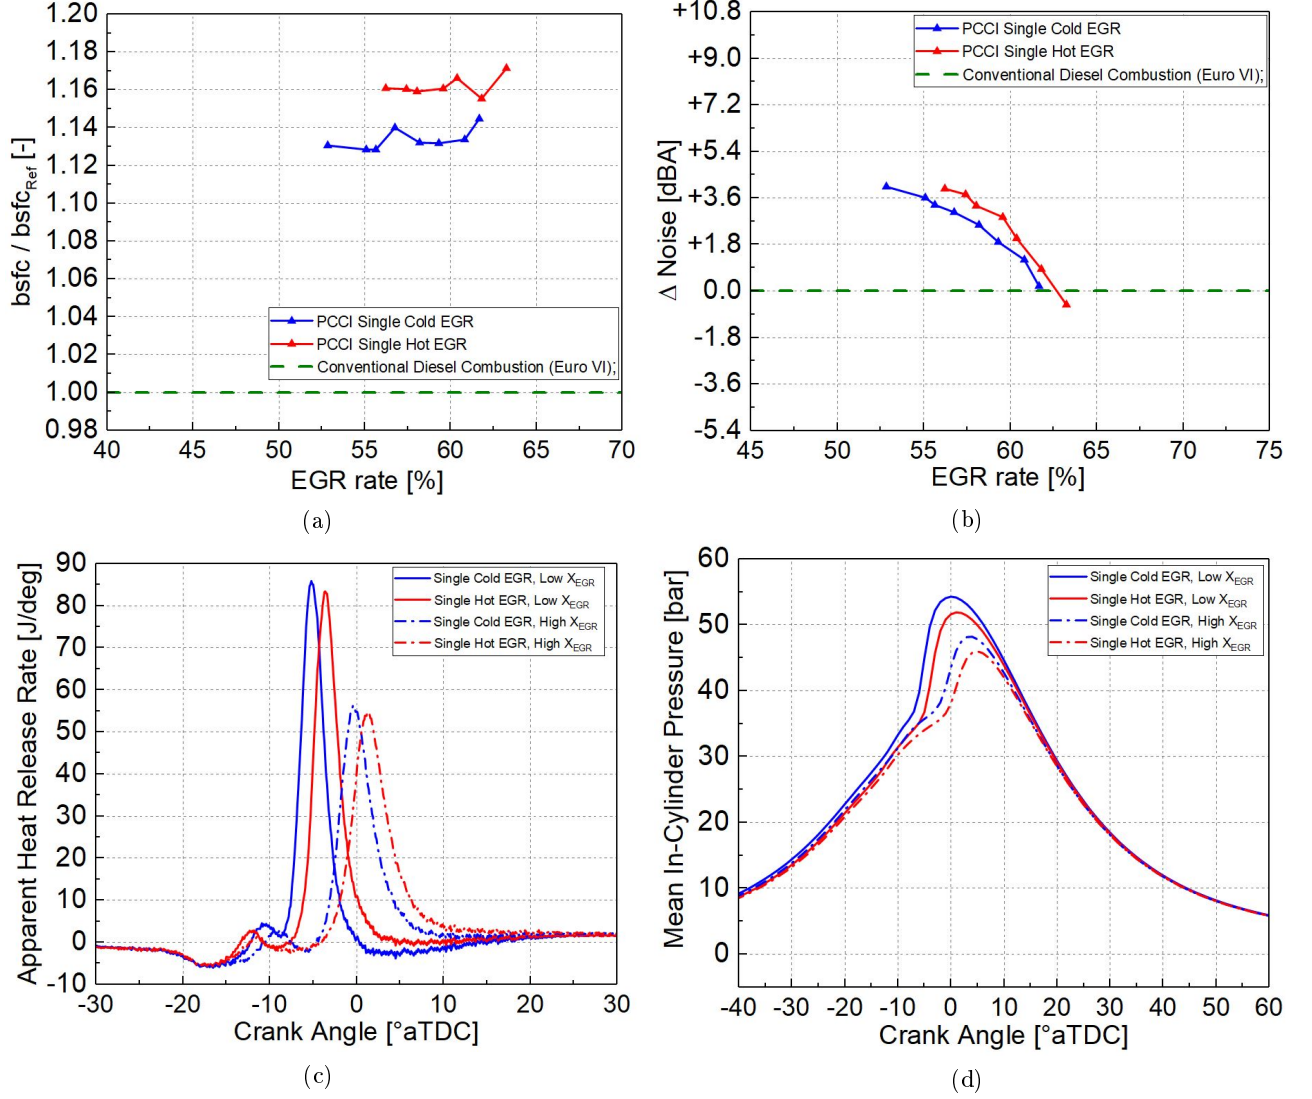 1.20
1.18
1.16
1.14
1.12
1.10
1.08
1.06
1.04
1.02
1.00
0.98
bsfc / bsfcRef [-]
PCCI Single Cold EGR
PCCI Single Hot EGR
Conventional Diesel Combustion (Euro VI);
40 45 50 55 60 65 70
EGR rate [%]
(a)
+10.8
+9.0
+7.2
+5.4
+3.6
+1.8
0.0
-1.8
-3.6
-5.4
Δ Noise [dBA]
PCCI Single Cold EGR
PCCI Single Hot EGR
Conventional Diesel Combustion (Euro VI);
45 50 55 60 65 70 75
EGR rate [%]
(b)
90
80
70
60
50
40
30
20
10
0
-10
Apparent Heat Release Rate [J/deg]
Single Cold EGR, Low XEGR
Single Hot EGR, Low XEGR
Single Cold EGR, High XEGR
Single Hot EGR, High XEGR
-30 -20 -10 0 10 20 30
Crank Angle [°aTDC]
(c)
60
50
40
30
20
10
0
Mean In-Cylinder Pressure [bar]
Single Cold EGR, Low XEGR
Single Hot EGR, Low XEGR
Single Cold EGR, High XEGR
Single Hot EGR, High XEGR
-40 -30 -20 -10 0 10 20 30 40 50 60
Crank Angle [°aTDC]
(d)